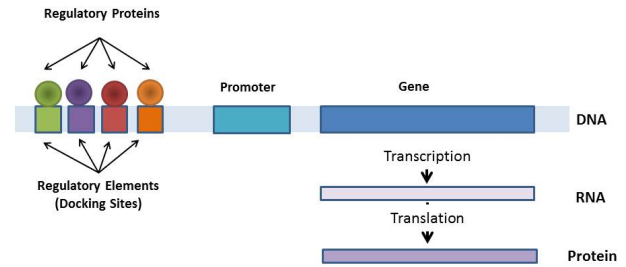 Regulatory Proteins
Promoter
Gene
DNA
Transcription
Regulatory Elements
(Docking Sites)
RNA
Translation
Protein